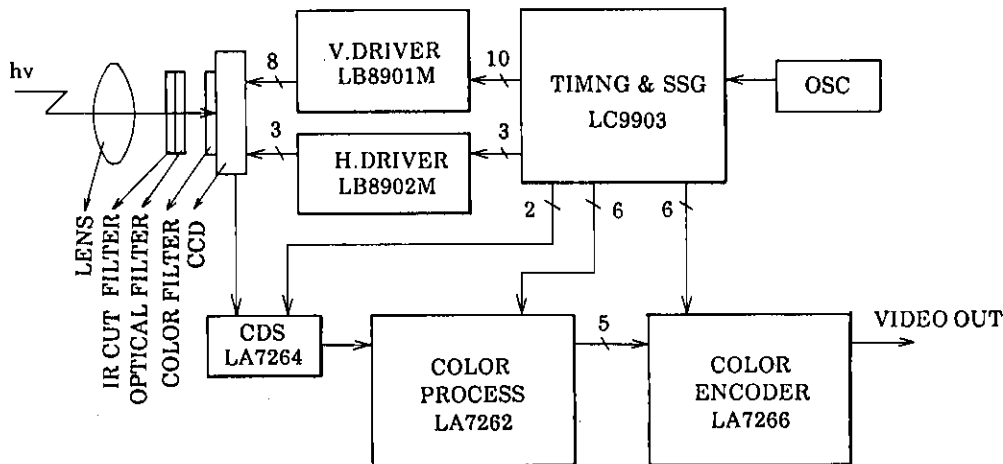 hν
8
V.DRIVER
LB8901M
10
TIMNG & SSG
LC9903
OSC
3
H.DRIVER
LB8902M
3
2
6
6
LENS
IR CUT FILTER
OPTICAL FILTER
COLOR FILTER
CCD
CDS
LA7264
COLOR
PROCESS
LA7262
5
COLOR
ENCODER
LA7266
VIDEO OUT